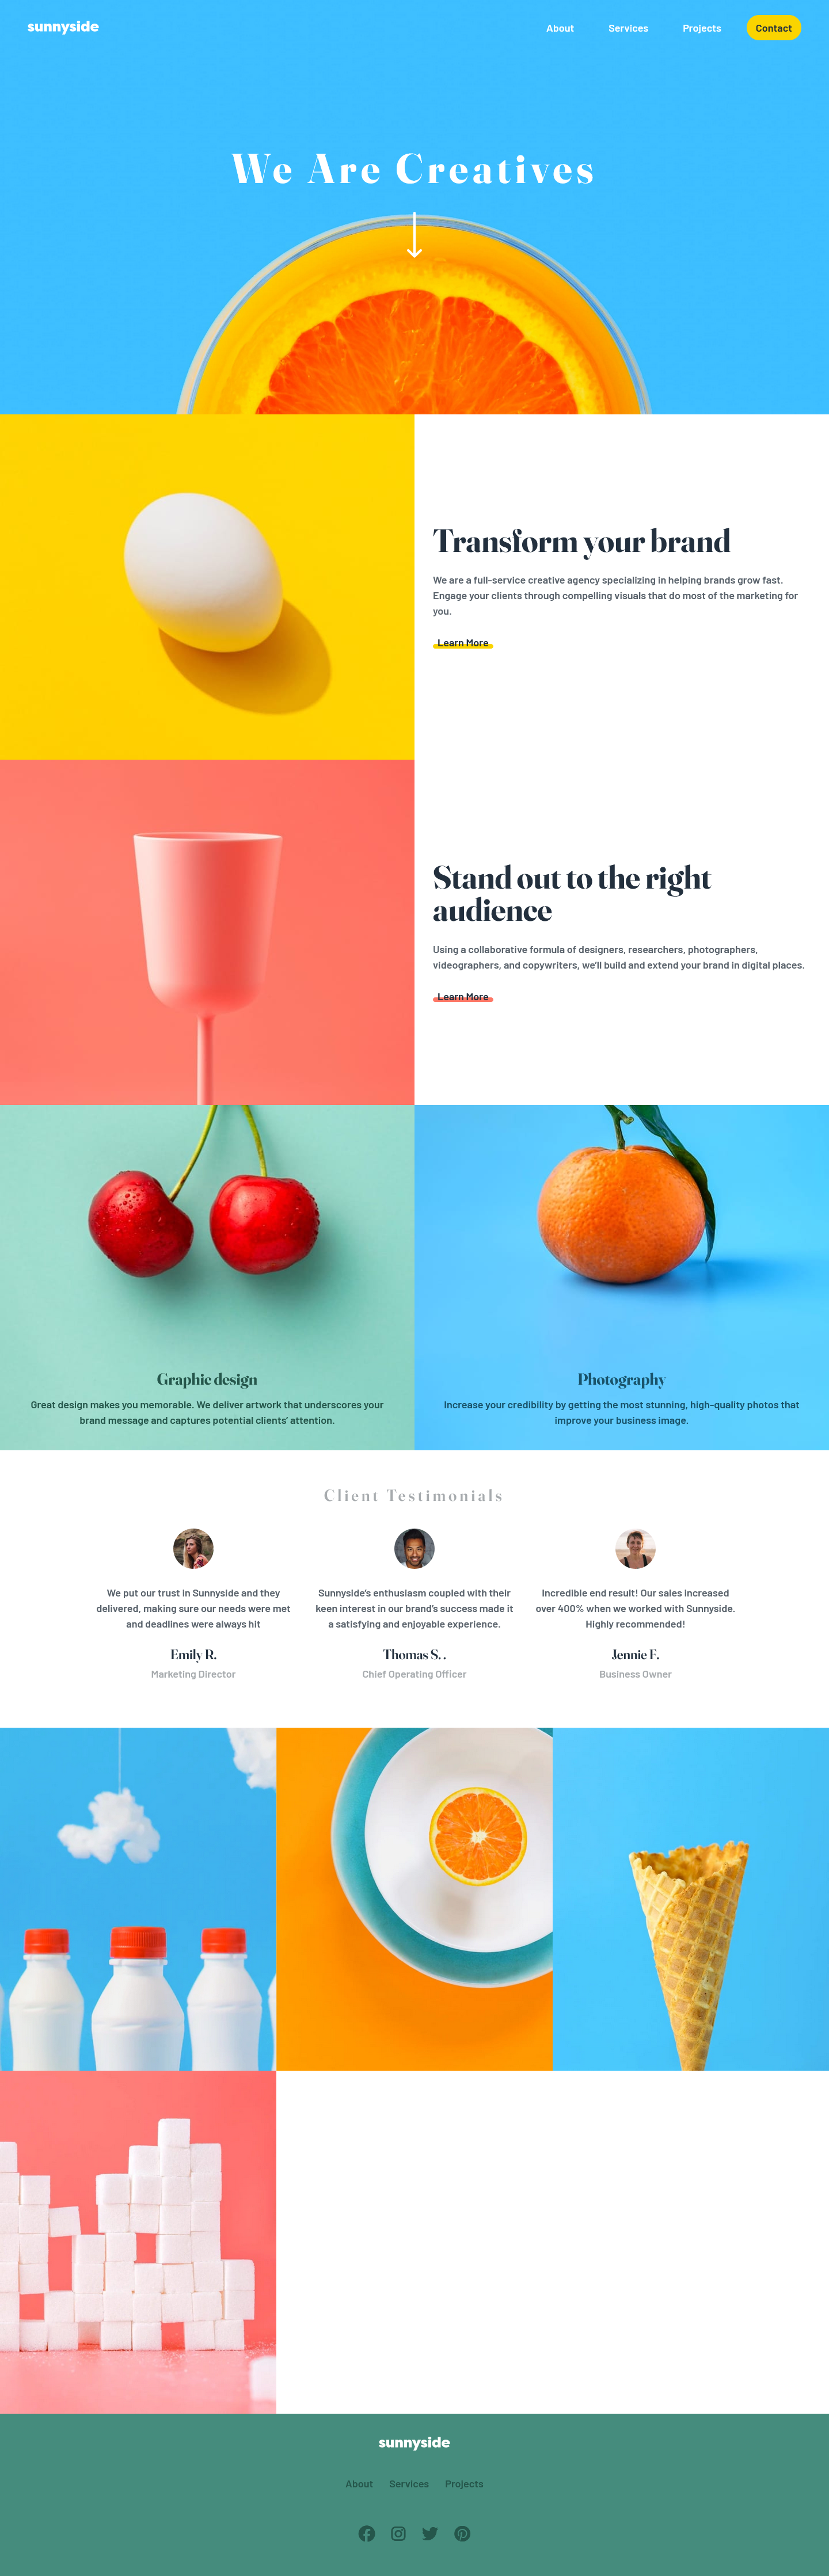 sunnyside
About Services Projects Contact
We Are Creatives
Transform your brand
We are a full-service creative agency specializing in helping brands grow fast.
Engage your clients through compelling visuals that do most of the marketing for
you.
Learn More
Stand out to the right
audience
Using a collaborative formula of designers, researchers, photographers,
videographers, and copywriters, we’ll build and extend your brand in digital places.
Learn More
Graphic design
Great design makes you memorable. We deliver artwork that underscores your
brand message and captures potential clients’ attention.
Photography
Increase your credibility by getting the most stunning, high-quality photos that
improve your business image.
Client Testimonials
We put our trust in Sunnyside and they
delivered, making sure our needs were met
and deadlines were always hit
Emily R.
Marketing Director
Sunnyside’s enthusiasm coupled with their
keen interest in our brand’s success made it
a satisfying and enjoyable experience.
Thomas S. .
Chief Operating Officer
Incredible end result! Our sales increased
over 400% when we worked with Sunnyside.
Highly recommended!
Jennie F.
Business Owner
sunnyside
About Services Projects